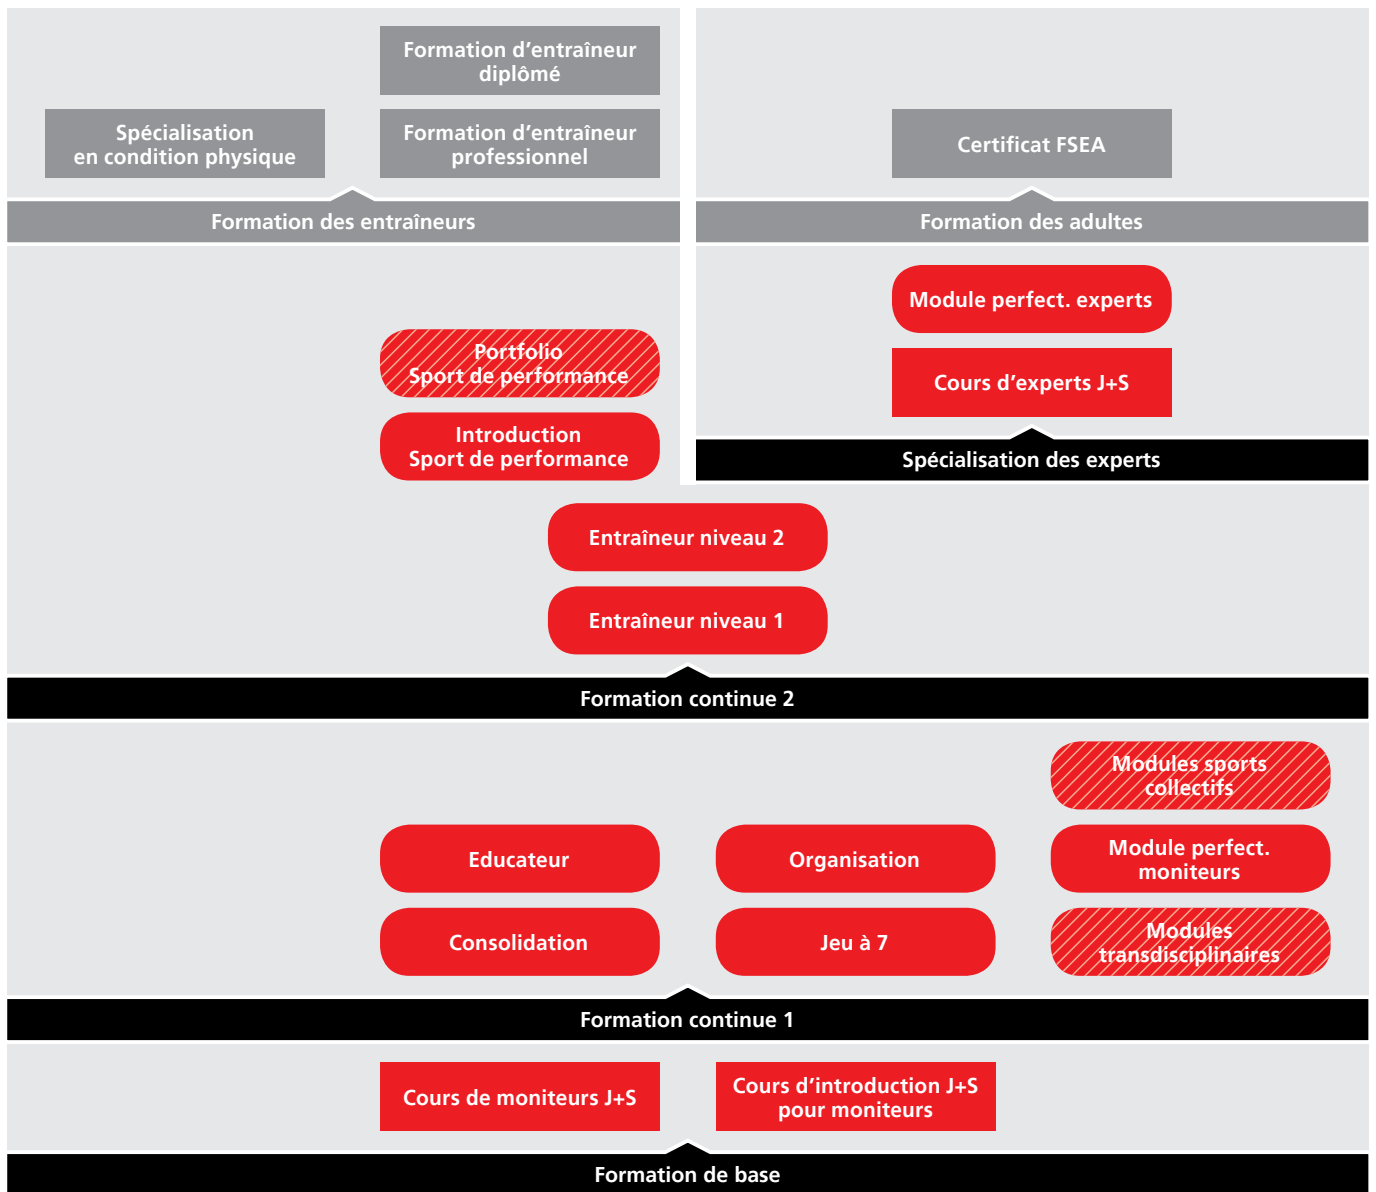 Formation d’entraîneur
diplômé
Spécialisation
en condition physique
Formation d’entraîneur
professionnel
Certificat FSEA
Formation des entraîneurs
Formation des adultes
Module perfect. experts
Portfolio
Sport de performance
Cours d’experts J+S
Introduction
Sport de performance
Spécialisation des experts
Entraîneur niveau 2
Entraîneur niveau 1
Formation continue 2
Modules sports
collectifs
Educateur
Organisation
Module perfect.
moniteurs
Consolidation
Jeu à 7
Modules
transdisciplinaires
Formation continue 1
Cours de moniteurs J+S
Cours d’introduction J+S
pour moniteurs
Formation de base